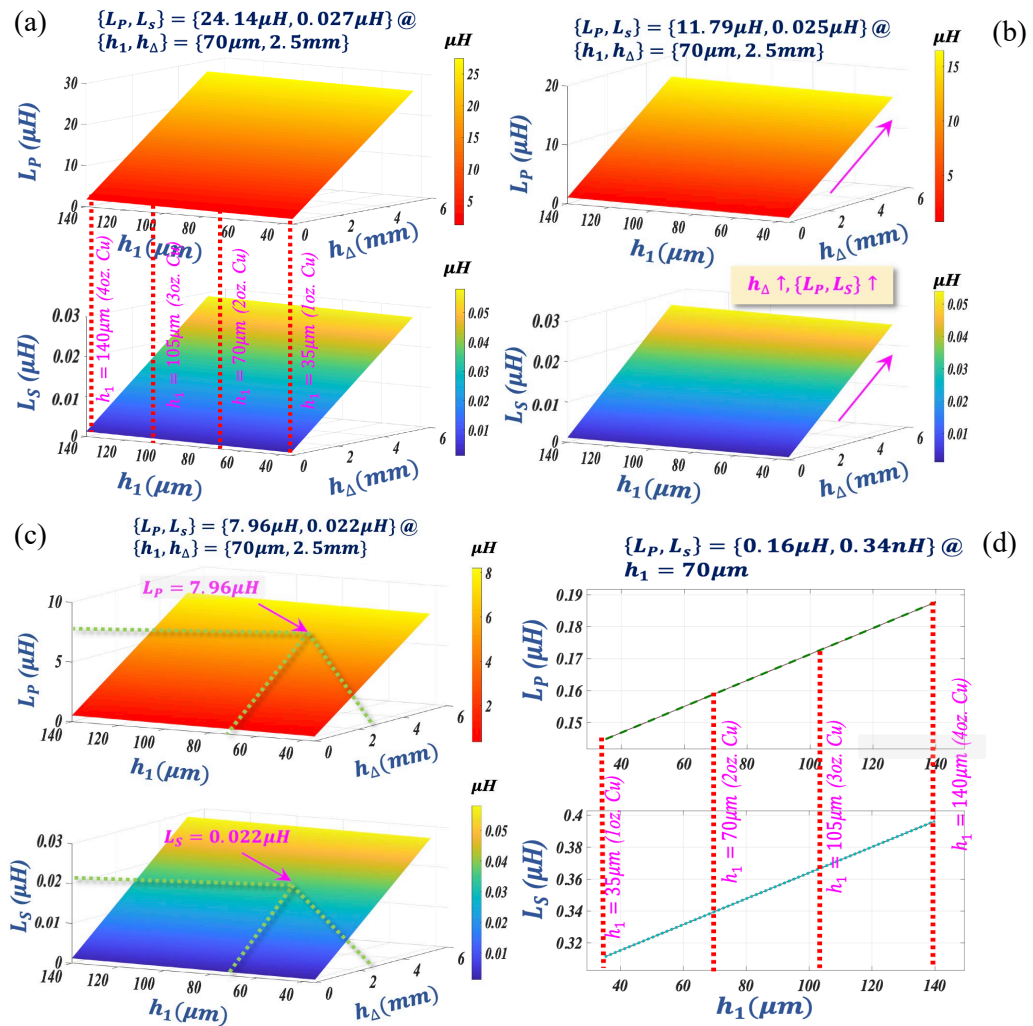 (a)
{L_P, L_s} = {24.14μH, 0.027μH} @
{h_1, h_Δ} = {70μm, 2.5mm}
μH
30
20
10
0
L_P (μH)
25
20
15
10
5
140
120
100
80
60
40
h_1(μm)
0
2
4
6
h_Δ(mm)
h_1 = 140μm (4oz. Cu)
h_1 = 105μm (3oz. Cu)
h_1 = 70μm (2oz. Cu)
h_1 = 35μm (1oz. Cu)
μH
0.03
0.02
0.01
0
L_S (μH)
0.06
0.05
0.04
0.03
0.02
0.01
140
120
100
80
60
40
h_1(μm)
0
2
4
6
h_Δ(mm)
(b)
{L_P, L_s} = {11.79μH, 0.025μH} @
{h_1, h_Δ} = {70μm, 2.5mm}
μH
20
10
0
L_P (μH)
15
10
5
140
120
100
80
60
40
h_1(μm)
0
2
4
6
h_Δ(mm)
h_Δ ↑, {L_P, L_S} ↑
μH
0.03
0.02
0.01
0
L_S (μH)
0.05
0.04
0.03
0.02
0.01
140
120
100
80
60
40
h_1(μm)
0
2
4
6
h_Δ(mm)
(c)
{L_P, L_s} = {7.96μH, 0.022μH} @
{h_1, h_Δ} = {70μm, 2.5mm}
μH
L_P = 7.96μH
10
5
0
L_P (μH)
8
6
4
2
140
120
100
80
60
40
h_1(μm)
0
2
4
6
h_Δ(mm)
μH
L_S = 0.022μH
0.03
0.02
0.01
0
L_S (μH)
0.05
0.04
0.03
0.02
0.01
140
120
100
80
60
40
h_1(μm)
0
2
4
6
h_Δ(mm)
(d)
{L_P, L_s} = {0.16μH, 0.34nH} @
h_1 = 70μm
0.19
0.18
0.17
0.16
0.15
L_P (μH)
40
60
80
100
120
140
h_1 = 35μm (1oz. Cu)
h_1 = 70μm (2oz. Cu)
h_1 = 105μm (3oz. Cu)
h_1 = 140μm (4oz. Cu)
0.4
0.38
0.36
0.34
0.32
L_S (μH)
40
60
80
100
120
140
h_1(μm)